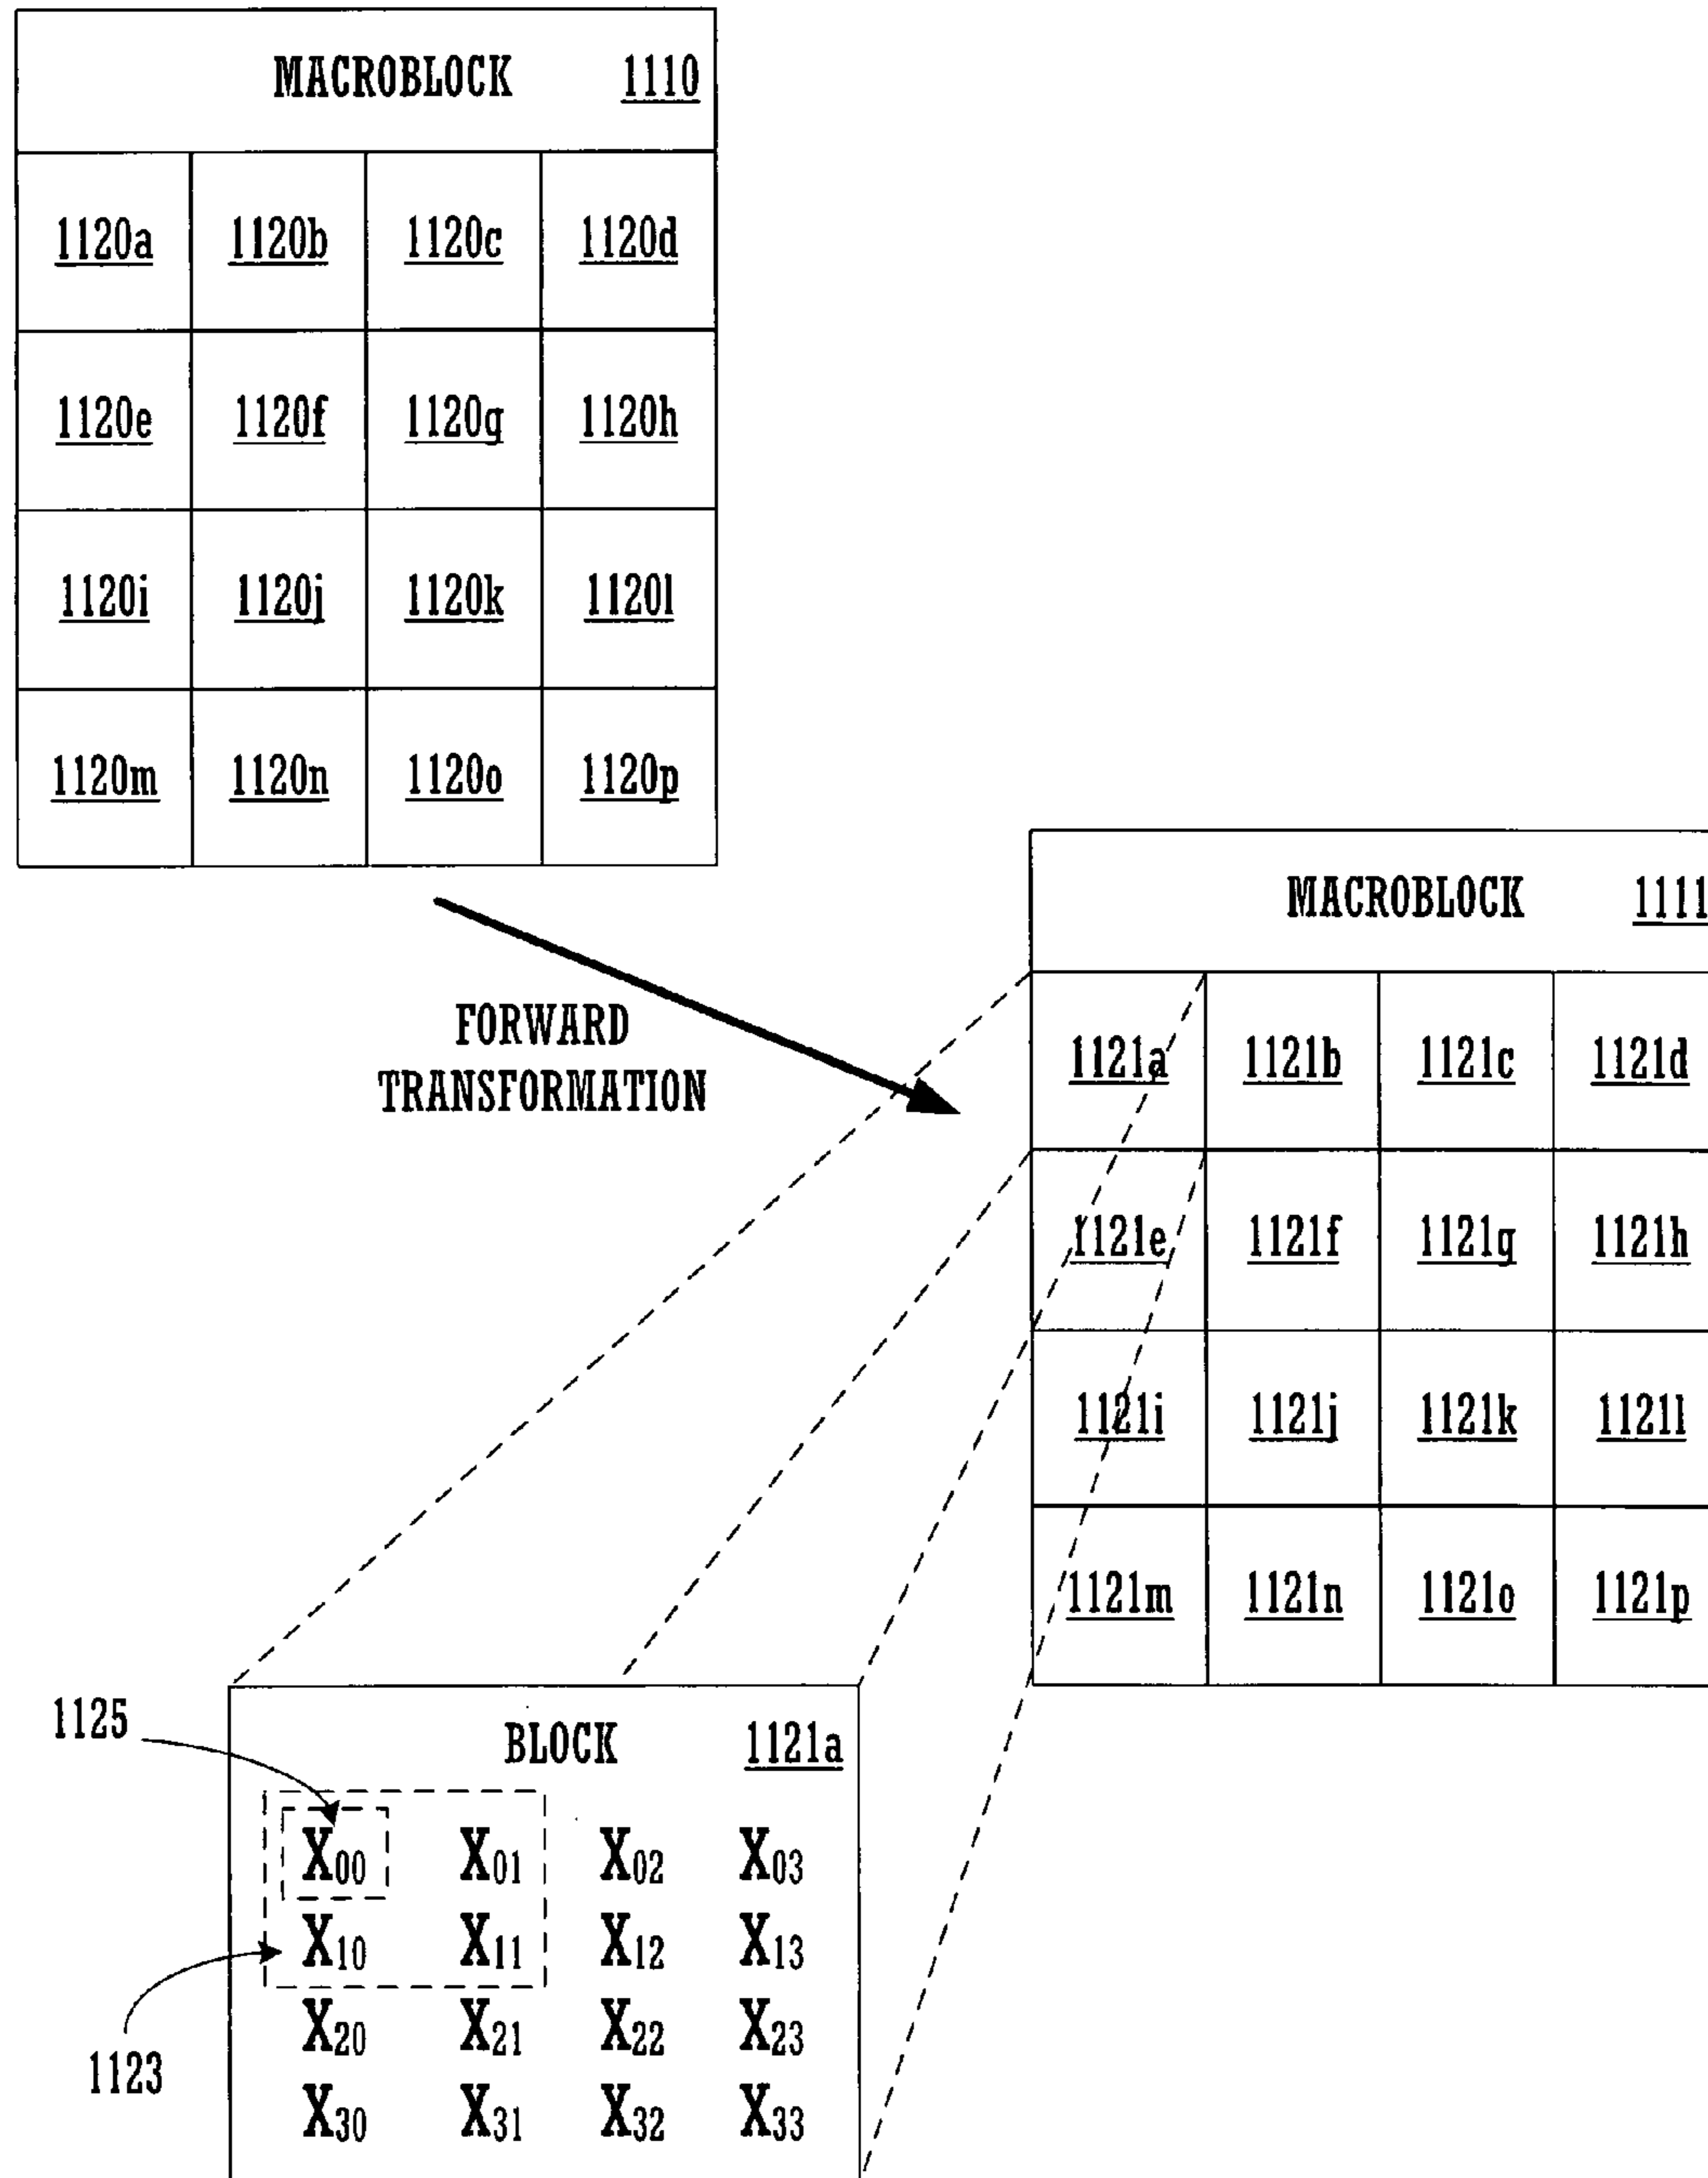 MACROBLOCK 1110
1120a 1120b 1120c 1120d
1120e 1120f 1120g 1120h
1120i 1120j 1120k 1120l
1120m 1120n 1120o 1120p
FORWARD
TRANSFORMATION
MACROBLOCK 1111
1121a 1121b 1121c 1121d
1121e 1121f 1121g 1121h
1121i 1121j 1121k 1121l
1121m 1121n 1121o 1121p
1125
BLOCK 1121a
X00 X01 X02 X03
X10 X11 X12 X13
X20 X21 X22 X23
1123
X30 X31 X32 X33